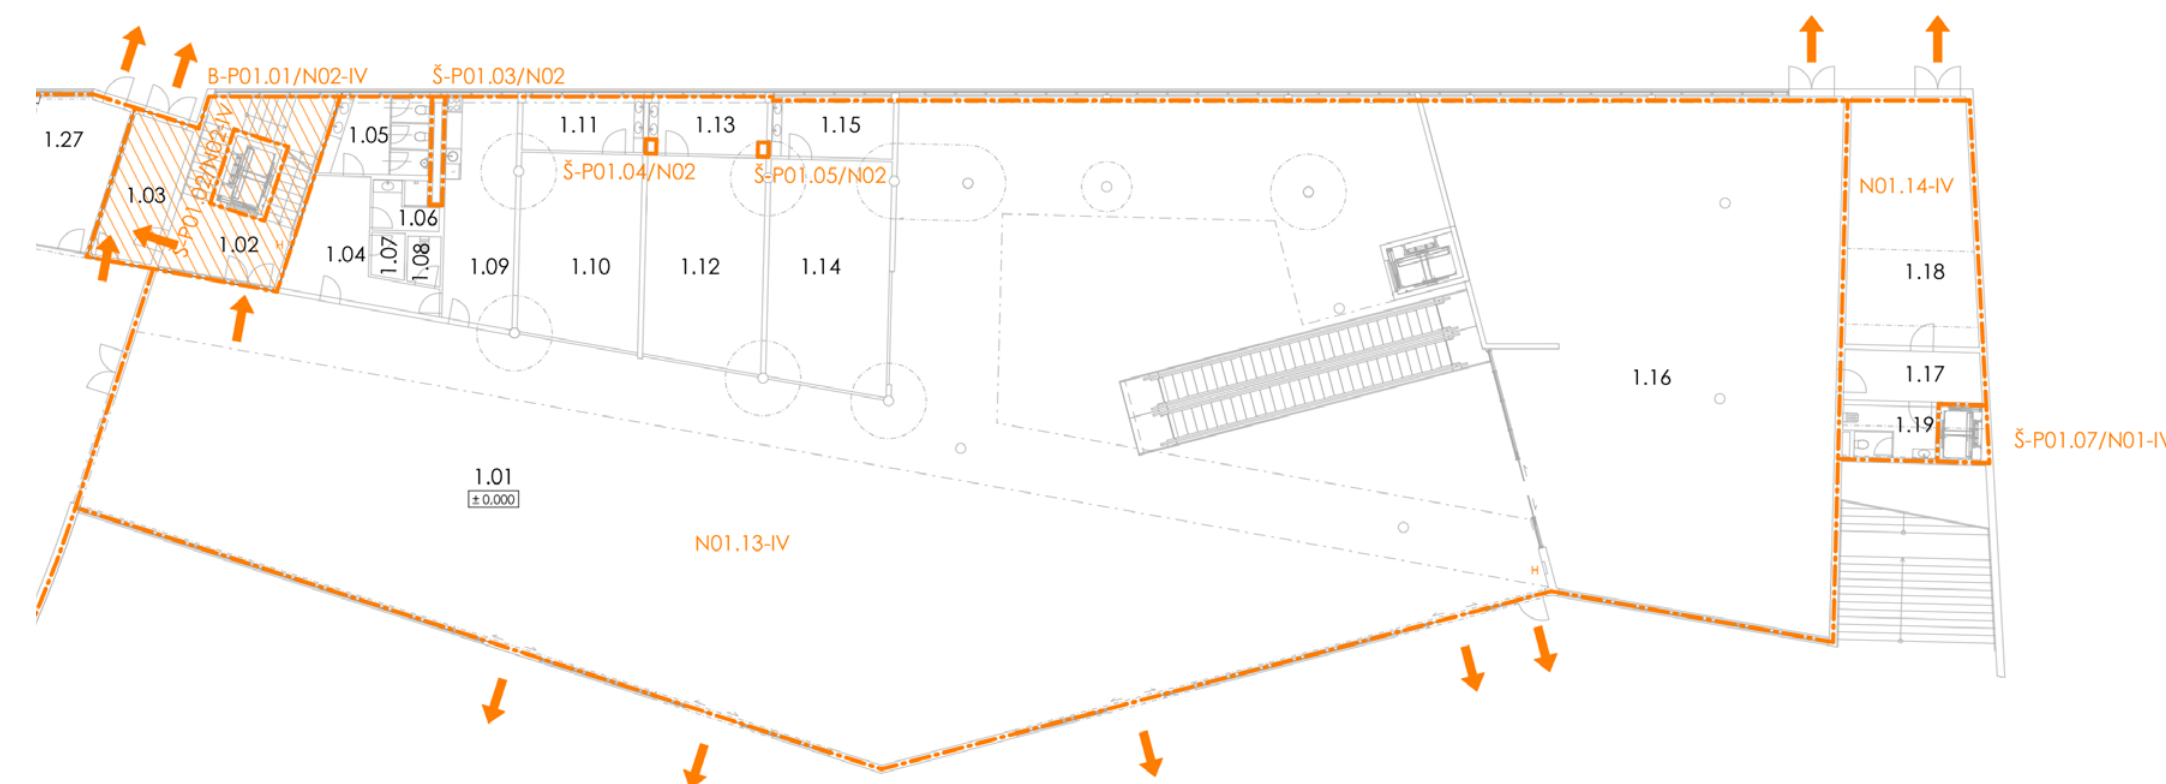 B-P01.01/N02-IV
Š-P01.03/N02
1.27
1.03
Š-P01.02/N02-IV
1.02
H
1.05
1.04
1.06
1.07
1.08
1.09
1.11
1.13
1.15
Š-P01.04/N02
Š-P01.05/N02
1.10
1.12
1.14
1.01
± 0,000
N01.13-IV
H
1.16
N01.14-IV
1.18
1.17
1.19
Š-P01.07/N01-IV